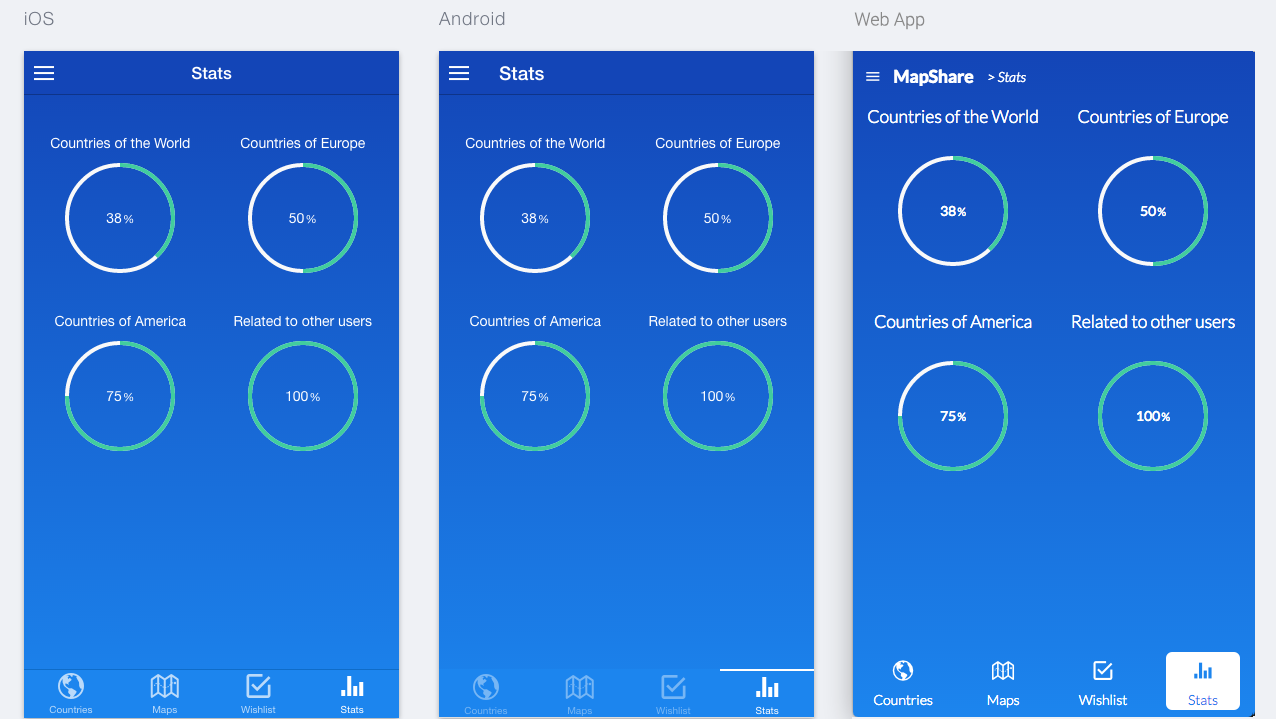 iOS
Stats
Countries of the World Countries of Europe
38 % 50 %
Countries of America Related to other users
75 % 100 %
Countries Maps Wishlist Stats
Android
Stats
Countries of the World Countries of Europe
38 % 50 %
Countries of America Related to other users
75 % 100 %
Countries Maps Wishlist Stats
Web App
MapShare > Stats
Countries of the World Countries of Europe
38% 50%
Countries of America Related to other users
75% 100%
Countries Maps Wishlist Stats